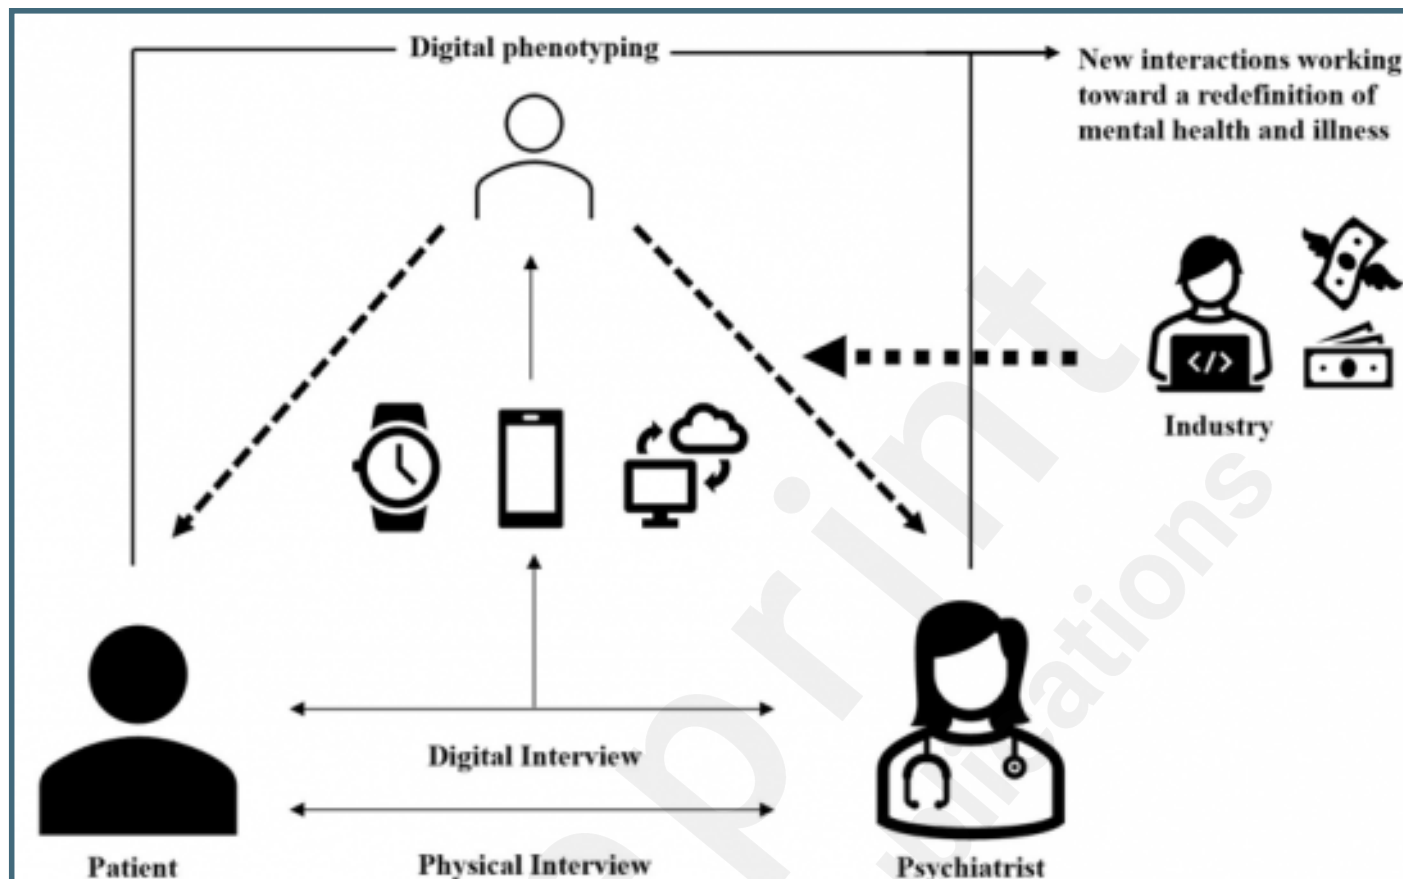 Digital phenotyping
New interactions working
toward a redefinition of
mental health and illness
</>
Industry
Digital Interview
Physical Interview
Patient
Psychiatrist
print